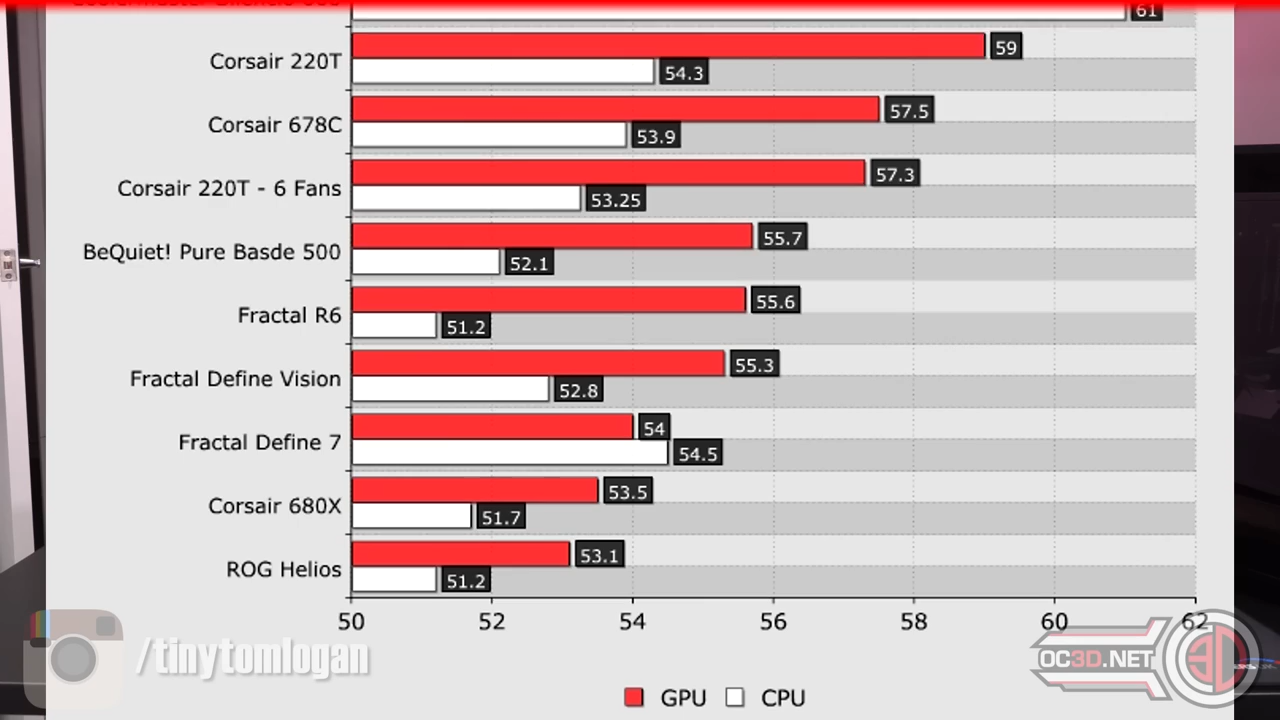 61
Corsair 220T
59
54.3
Corsair 678C
57.5
53.9
Corsair 220T - 6 Fans
57.3
53.25
BeQuiet! Pure Basde 500
55.7
52.1
Fractal R6
55.6
51.2
Fractal Define Vision
55.3
52.8
Fractal Define 7
54
54.5
Corsair 680X
53.5
51.7
ROG Helios
53.1
51.2
50 52 54 56 58 60 62
/tinytomlogan
OC3D.NET
3D
GPU CPU